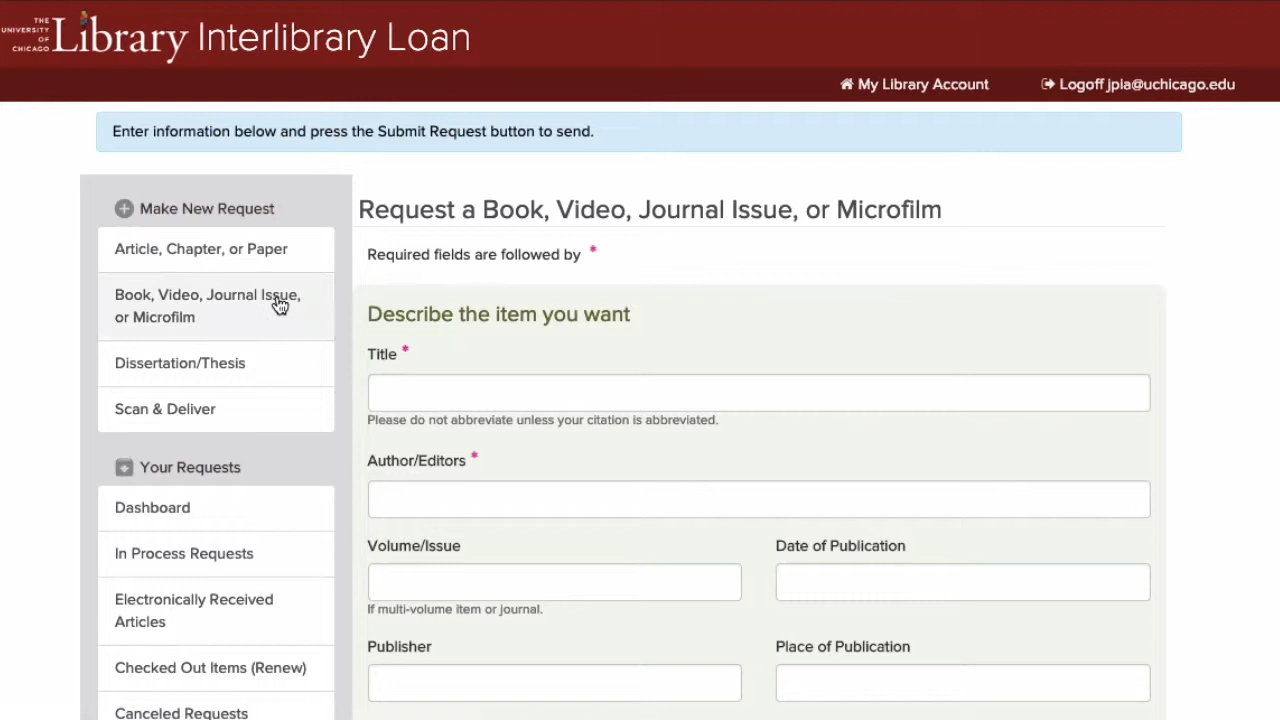 THE
UNIVERSITY
OF
CHICAGO
Library Interlibrary Loan
My Library Account
Logoff jpia@uchicago.edu
Enter information below and press the Submit Request button to send.
Make New Request
Article, Chapter, or Paper
Book, Video, Journal Issue,
or Microfilm
Dissertation/Thesis
Scan & Deliver
Your Requests
Dashboard
In Process Requests
Electronically Received
Articles
Checked Out Items (Renew)
Canceled Requests
Request a Book, Video, Journal Issue, or Microfilm
Required fields are followed by *
Describe the item you want
Title *
Please do not abbreviate unless your citation is abbreviated.
Author/Editors *
Volume/Issue
If multi-volume item or journal.
Date of Publication
Publisher
Place of Publication